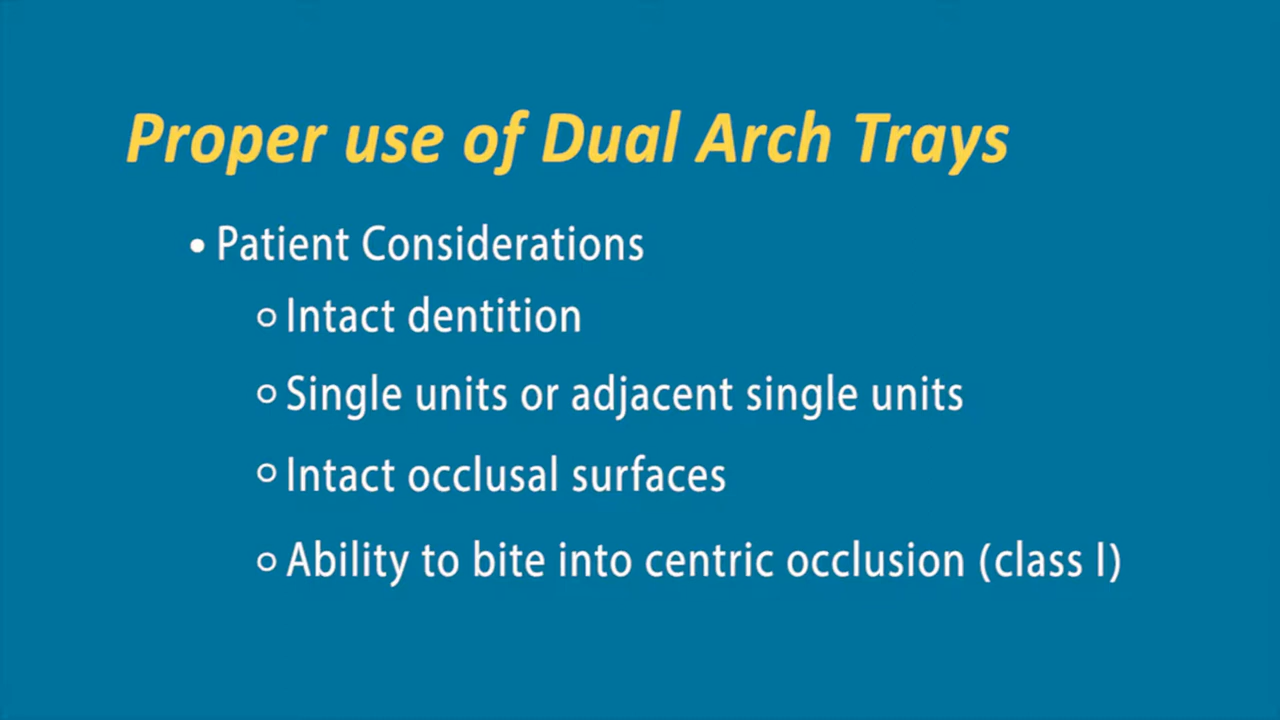 Proper use of Dual Arch Trays
• Patient Considerations
○ Intact dentition
○ Single units or adjacent single units
○ Intact occlusal surfaces
○ Ability to bite into centric occlusion (class I)